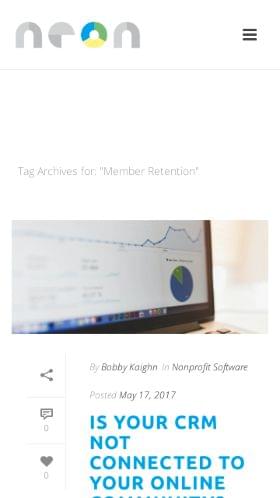 neon
Tag Archives for: "Member Retention"
By Bobby Kaighn In Nonprofit Software
0
Posted May 17, 2017
0
IS YOUR CRM
NOT
CONNECTED TO
YOUR ONLINE
COMMUNITY?